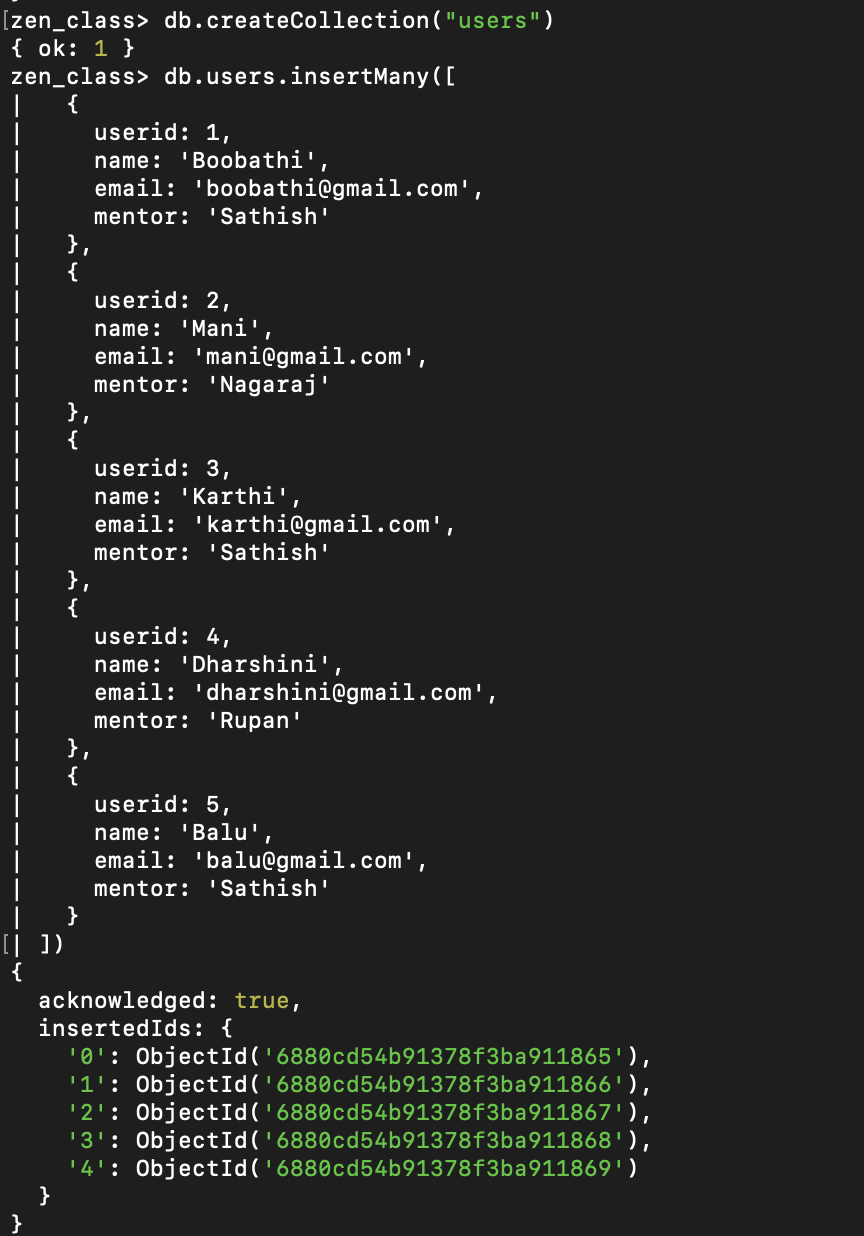 [zen_class> db.createCollection("users")
{ ok: 1 }
zen_class> db.users.insertMany([
|   {
|     userid: 1,
|     name: 'Boobathi',
|     email: 'boobathi@gmail.com',
|     mentor: 'Sathish'
|   },
|   {
|     userid: 2,
|     name: 'Mani',
|     email: 'mani@gmail.com',
|     mentor: 'Nagaraj'
|   },
|   {
|     userid: 3,
|     name: 'Karthi',
|     email: 'karthi@gmail.com',
|     mentor: 'Sathish'
|   },
|   {
|     userid: 4,
|     name: 'Dharshini',
|     email: 'dharshini@gmail.com',
|     mentor: 'Rupan'
|   },
|   {
|     userid: 5,
|     name: 'Balu',
|     email: 'balu@gmail.com',
|     mentor: 'Sathish'
|   }
[| ])
{
  acknowledged: true,
  insertedIds: {
    '0': ObjectId('6880cd54b91378f3ba911865'),
    '1': ObjectId('6880cd54b91378f3ba911866'),
    '2': ObjectId('6880cd54b91378f3ba911867'),
    '3': ObjectId('6880cd54b91378f3ba911868'),
    '4': ObjectId('6880cd54b91378f3ba911869')
  }
}